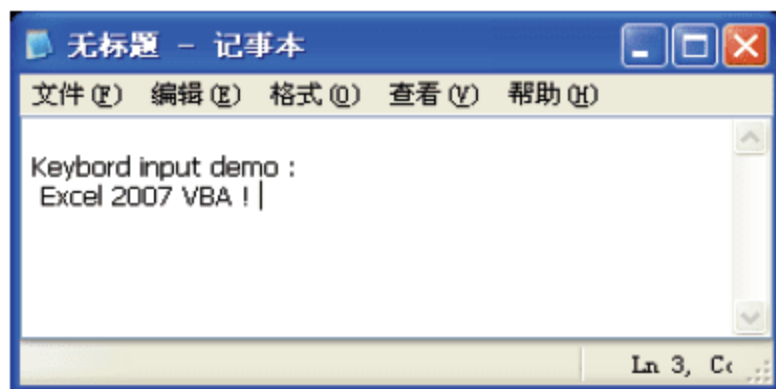 无标题 - 记事本
文件(F) 编辑(E) 格式(O) 查看(V) 帮助(H)
Keybord input demo :
Excel 2007 VBA !
Ln 3,